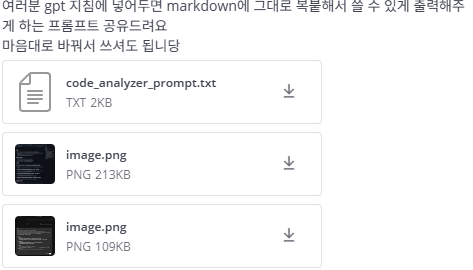 여러분 gpt 지침에 넣어두면 markdown에 그대로 복붙해서 쓸 수 있게 출력해주
게 하는 프롬프트 공유드려요
마음대로 바꿔서 쓰셔도 됩니당
code_analyzer_prompt.txt
TXT 2KB
image.png
PNG 213KB
image.png
PNG 109KB